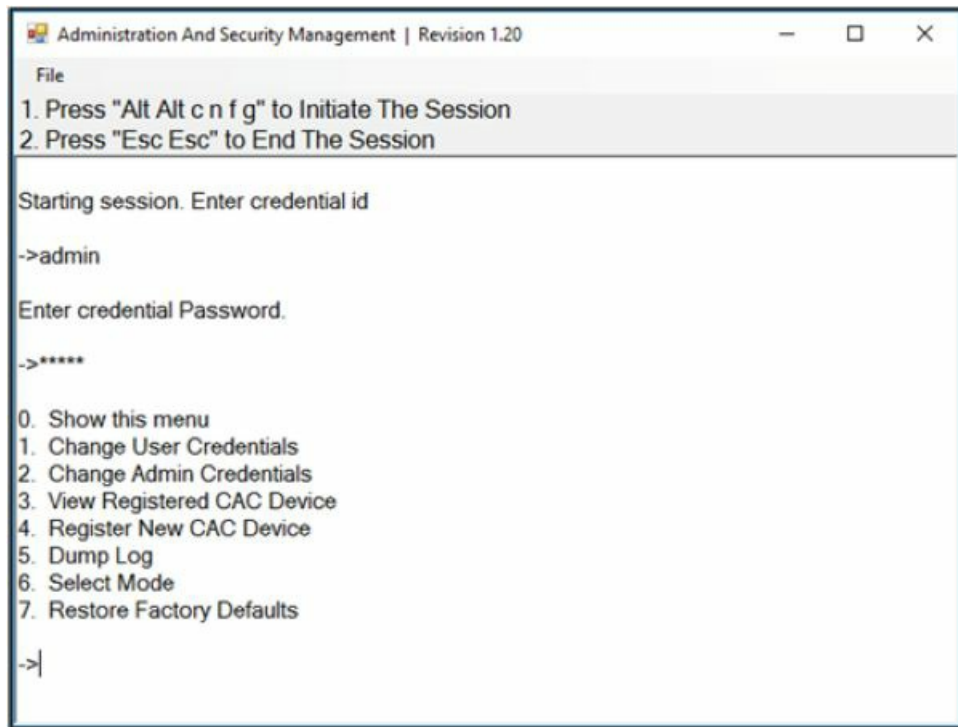 Administration And Security Management | Revision 1.20
File
1. Press "Alt Alt c n f g" to Initiate The Session
2. Press "Esc Esc" to End The Session
Starting session. Enter credential id
->admin
Enter credential Password.
->*****
0. Show this menu
1. Change User Credentials
2. Change Admin Credentials
3. View Registered CAC Device
4. Register New CAC Device
5. Dump Log
6. Select Mode
7. Restore Factory Defaults
->